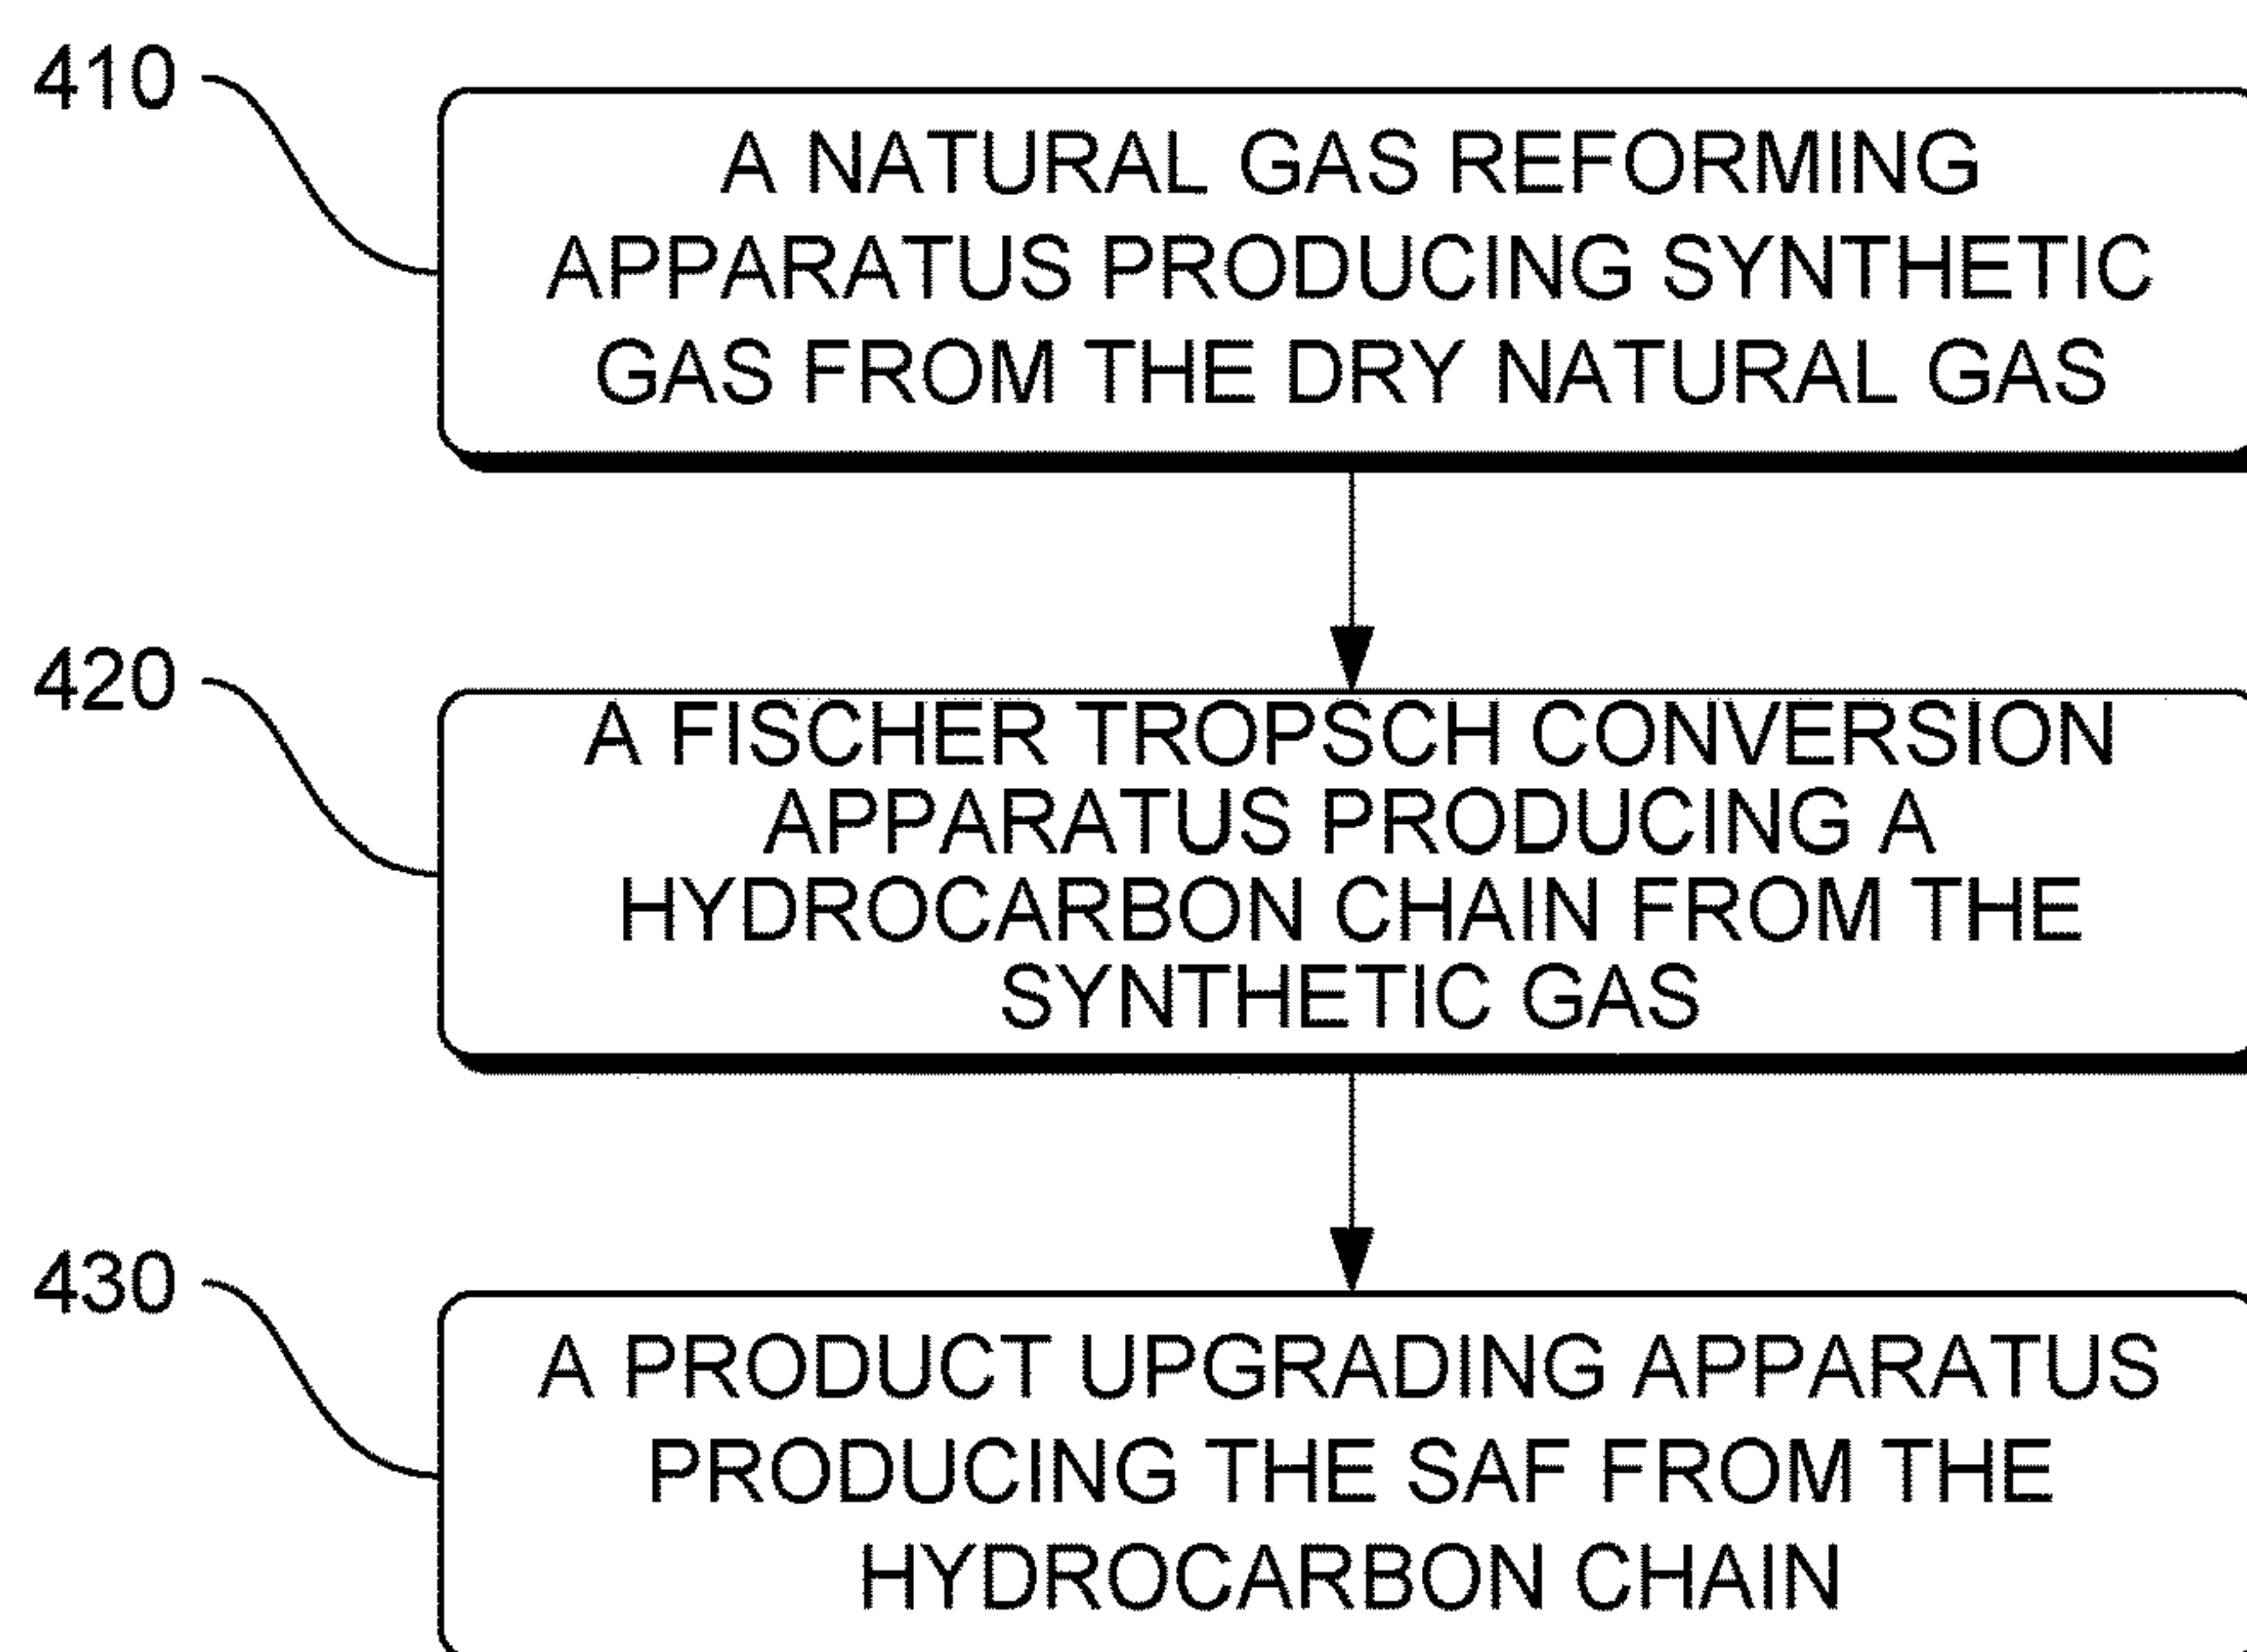 410
A NATURAL GAS REFORMING
APPARATUS PRODUCING SYNTHETIC
GAS FROM THE DRY NATURAL GAS
420
A FISCHER TROPSCH CONVERSION
APPARATUS PRODUCING A
HYDROCARBON CHAIN FROM THE
SYNTHETIC GAS
430
A PRODUCT UPGRADING APPARATUS
PRODUCING THE SAF FROM THE
HYDROCARBON CHAIN